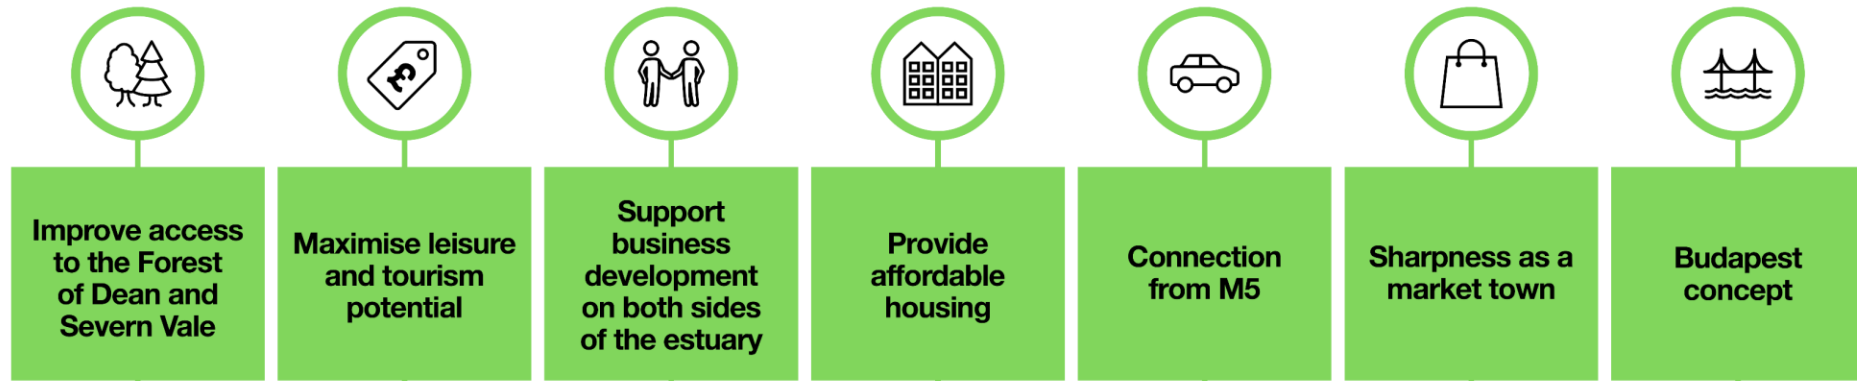 £
Improve access
to the Forest
of Dean and
Severn Vale
Maximise leisure
and tourism
potential
Support
business
development
on both sides
of the estuary
Provide
affordable
housing
Connection
from M5
Sharpness as a
market town
Budapest
concept